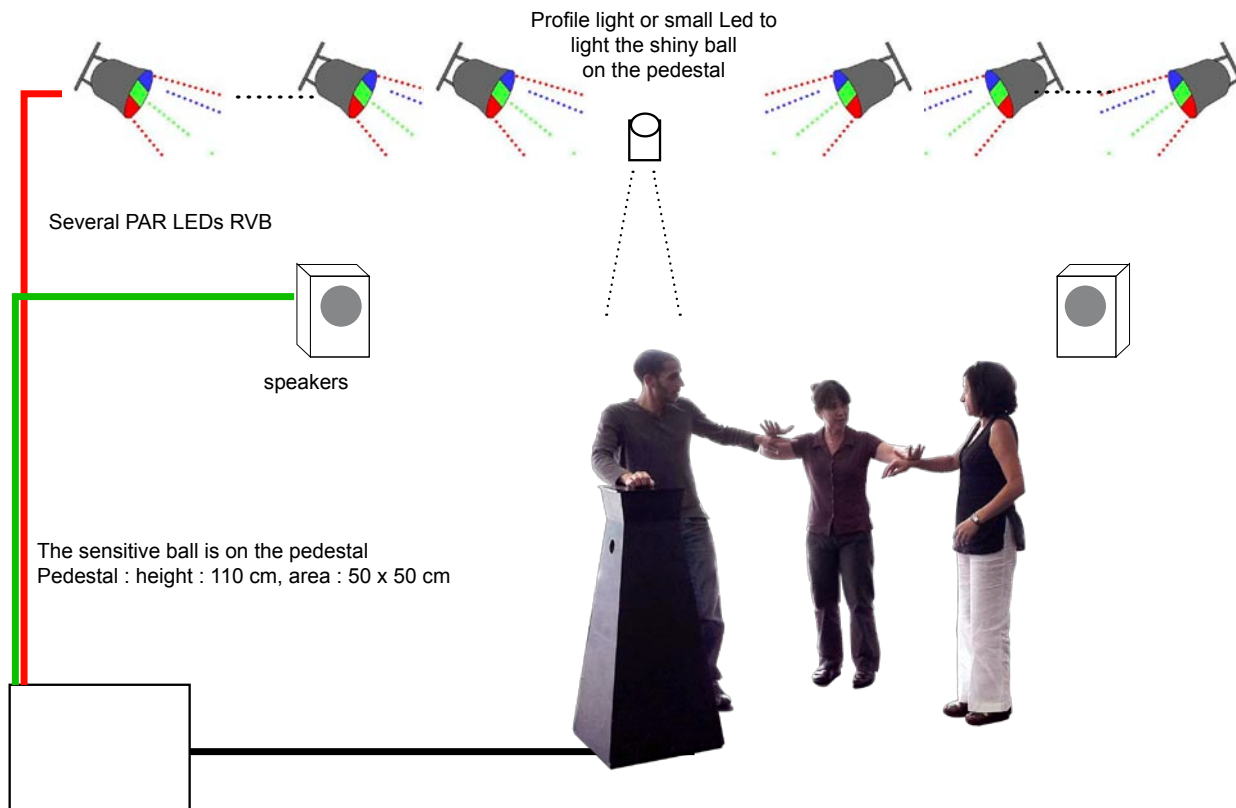 Profile light or small Led to
light the shiny ball
on the pedestal
Several PAR LEDs RVB
speakers
The sensitive ball is on the pedestal
Pedestal : height : 110 cm, area : 50 x 50 cm